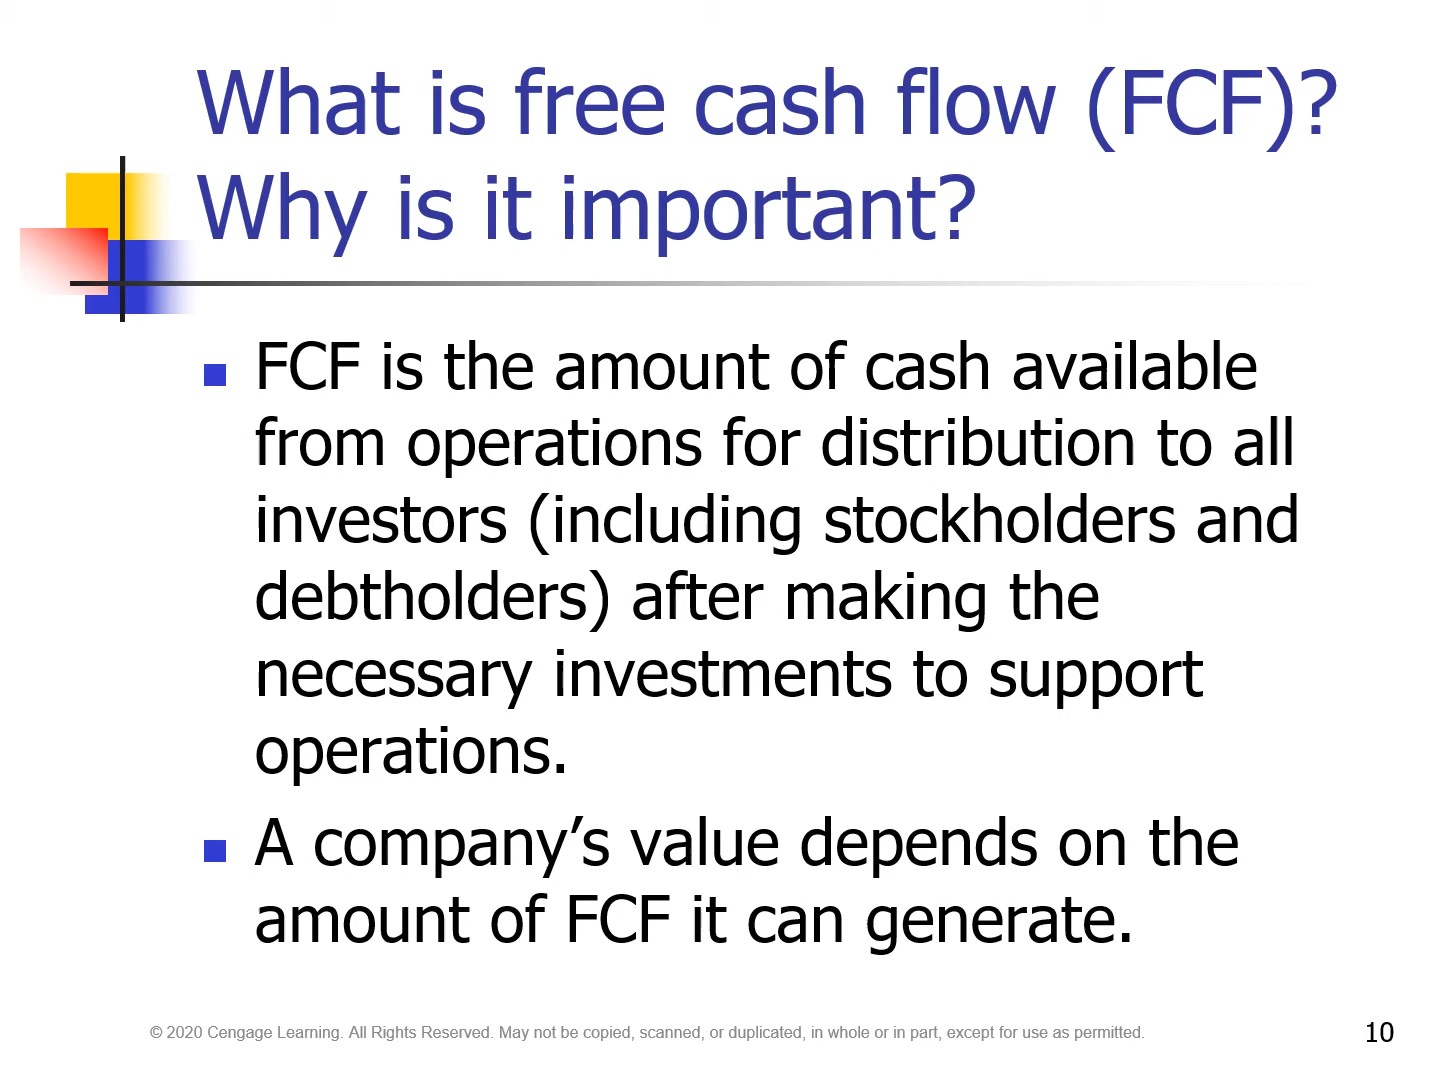 What is free cash flow (FCF)?
Why is it important?
FCF is the amount of cash available
from operations for distribution to all
investors (including stockholders and
debtholders) after making the
necessary investments to support
operations.
A company’s value depends on the
amount of FCF it can generate.
© 2020 Cengage Learning. All Rights Reserved. May not be copied, scanned, or duplicated, in whole or in part, except for use as permitted.
10